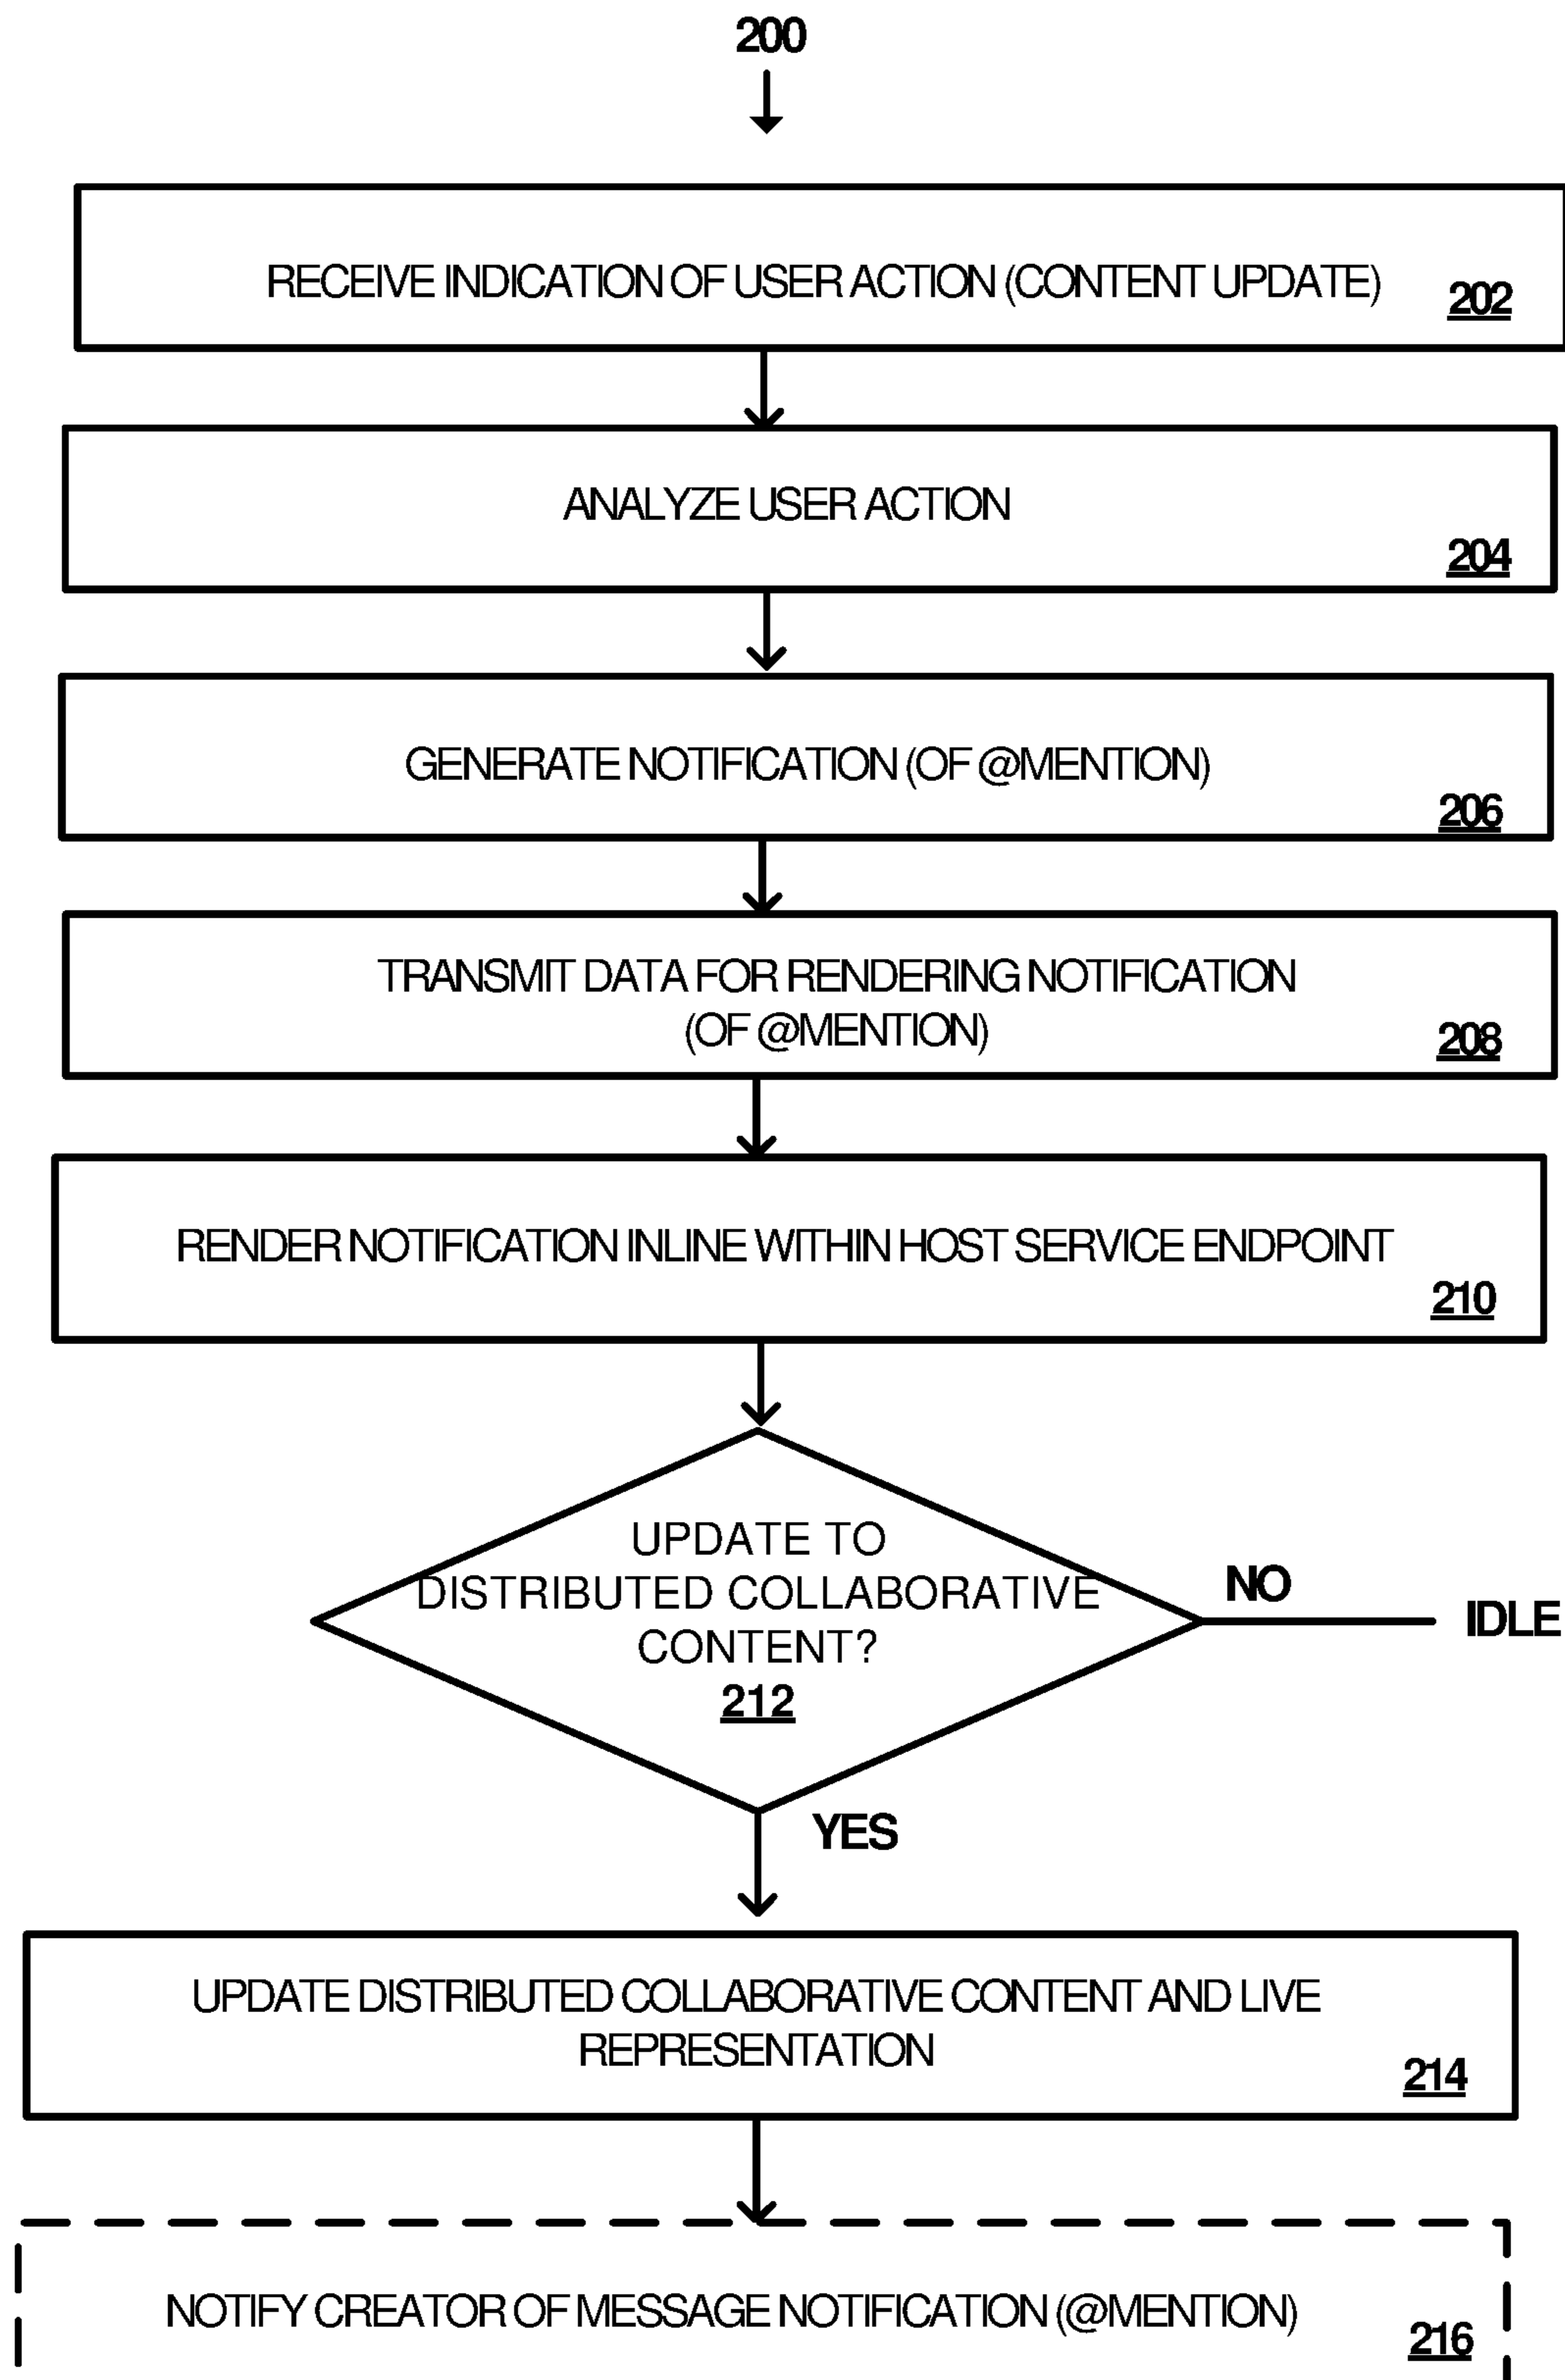 200
RECEIVE INDICATION OF USER ACTION (CONTENT UPDATE)
202
ANALYZE USER ACTION
204
GENERATE NOTIFICATION (OF @MENTION)
206
TRANSMIT DATA FOR RENDERING NOTIFICATION
(OF @MENTION)
208
RENDER NOTIFICATION INLINE WITHIN HOST SERVICE ENDPOINT
210
UPDATE TO
DISTRIBUTED COLLABORATIVE
CONTENT?
212
NO
IDLE
YES
UPDATE DISTRIBUTED COLLABORATIVE CONTENT AND LIVE
REPRESENTATION
214
NOTIFY CREATOR OF MESSAGE NOTIFICATION (@MENTION)
216